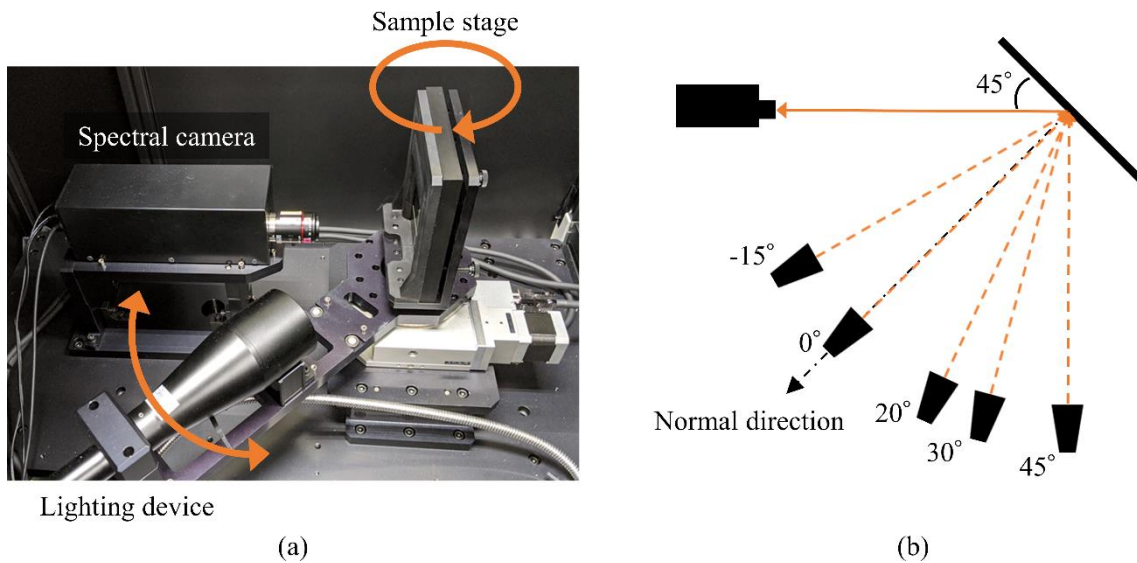 Sample stage
Spectral camera
Lighting device
(a)
45°
-15°
0°
Normal direction
20°
30°
45°
(b)